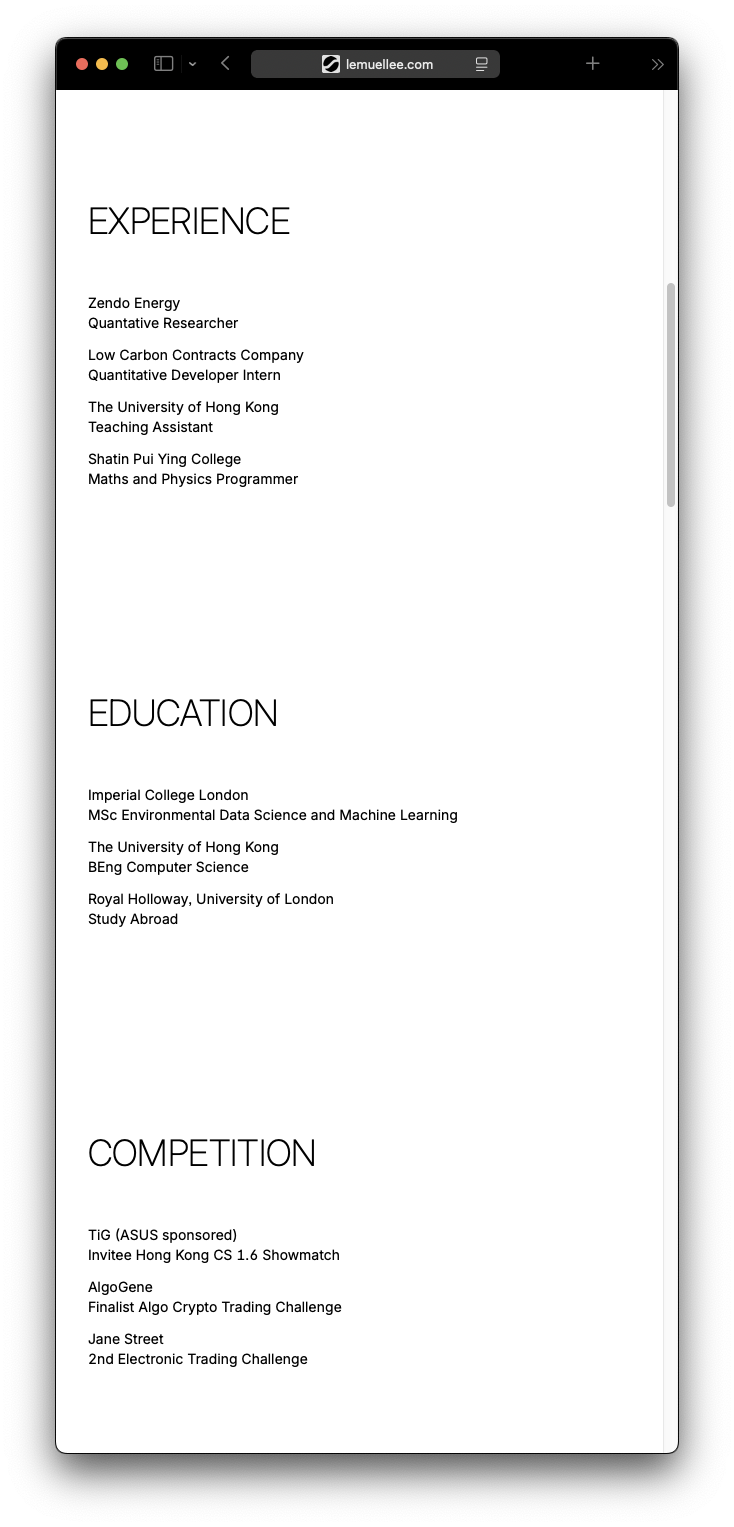 lemuellee.com
EXPERIENCE
Zendo Energy
Quantative Researcher
Low Carbon Contracts Company
Quantitative Developer Intern
The University of Hong Kong
Teaching Assistant
Shatin Pui Ying College
Maths and Physics Programmer
EDUCATION
Imperial College London
MSc Environmental Data Science and Machine Learning
The University of Hong Kong
BEng Computer Science
Royal Holloway, University of London
Study Abroad
COMPETITION
TiG (ASUS sponsored)
Invitee Hong Kong CS 1.6 Showmatch
AlgoGene
Finalist Algo Crypto Trading Challenge
Jane Street
2nd Electronic Trading Challenge